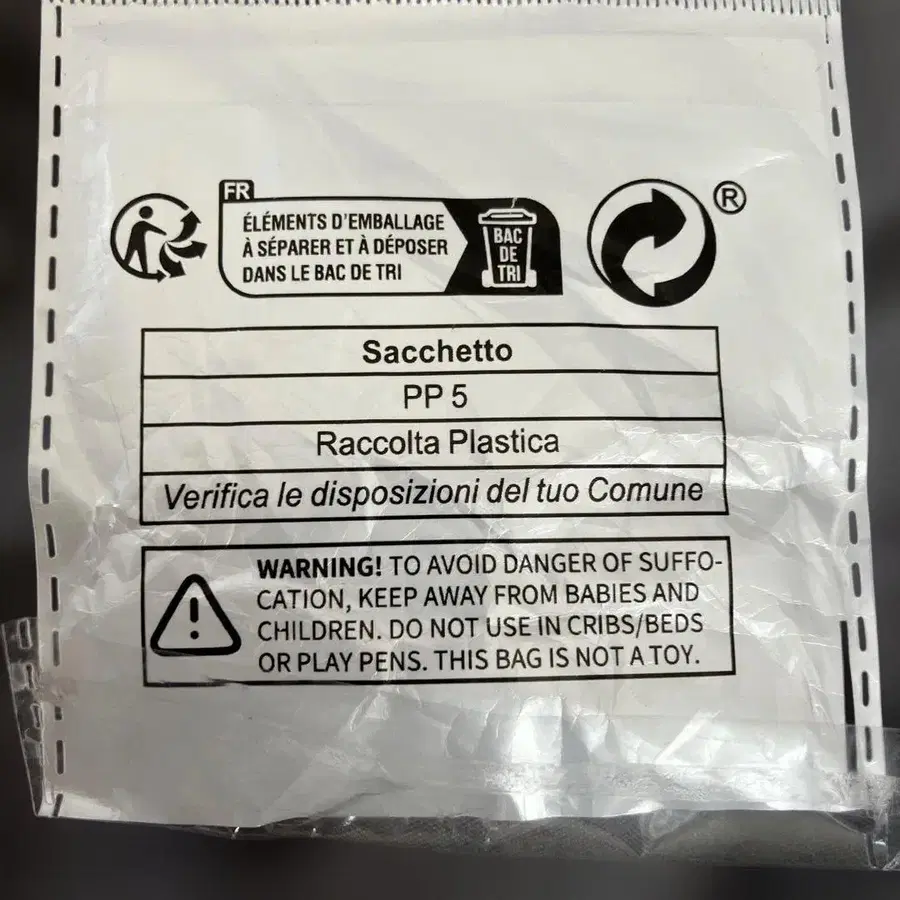 FR
ÉLÉMENTS D'EMBALLAGE
À SÉPARER ET À DÉPOSER
DANS LE BAC DE TRI
BAC
DE
TRI
®
Sacchetto
PP 5
Raccolta Plastica
Verifica le disposizioni del tuo Comune
WARNING! TO AVOID DANGER OF SUFFO-
CATION, KEEP AWAY FROM BABIES AND
CHILDREN. DO NOT USE IN CRIBS/BEDS
OR PLAY PENS. THIS BAG IS NOT A TOY.